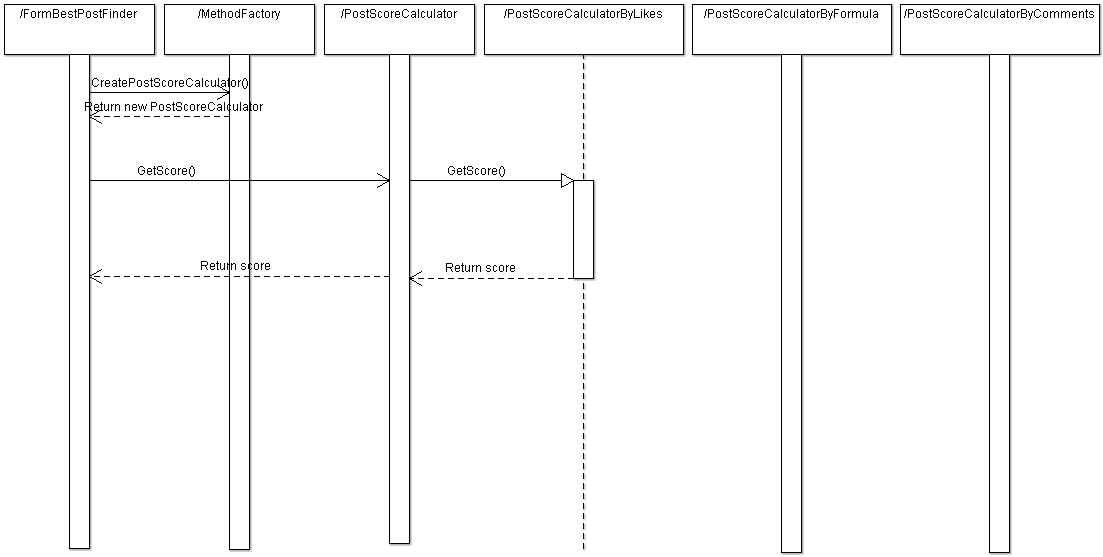 /FormBestPostFinder
/MethodFactory
/PostScoreCalculator
/PostScoreCalculatorByLikes
/PostScoreCalculatorByFormula
/PostScoreCalculatorByComments
CreatePostScoreCalculator()
Return new PostScoreCalculator
GetScore()
GetScore()
Return score
Return score